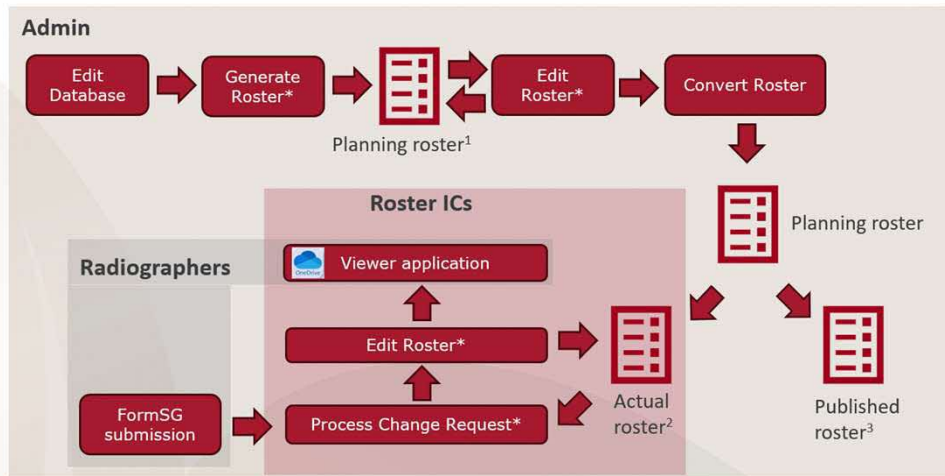 Admin
Edit
Database
Generate
Roster*
Edit
Roster*
Convert Roster
Planning roster¹
Roster ICs
Planning roster
Radiographers
OneDrive
Viewer application
Edit Roster*
FormSG
submission
Process Change Request*
Actual
roster²
Published
roster³